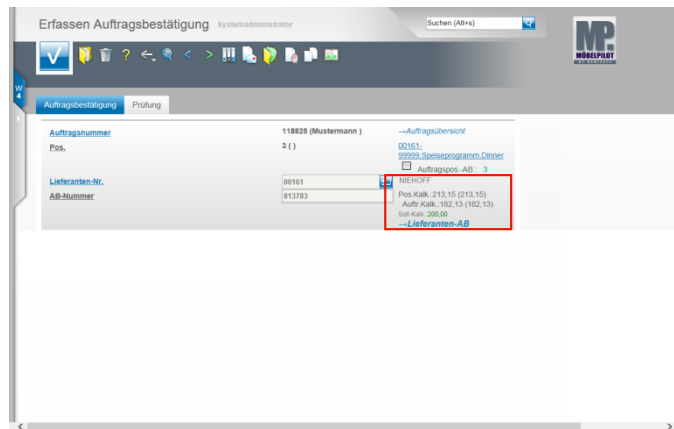 Erfassen Auftragsbestätigung Systemadministrator
Suchen (Alt+s)
MP
MÖBELPILOT
W
4
Auftragsbestätigung Prüfung
Auftragsnummer 118825 (Mustermann ) →Auftragsübersicht
Pos. 3 ( ) 00161-
99999.Speiseprogramm.Dinner
Auftragspos.-AB : 3
Lieferanten-Nr. 00161 NIEHOFF
AB-Nummer 813783 Pos.Kalk.:213,15 (213,15)
Auftr.Kalk.:182,13 (182,13)
Soll-Kalk.:200,00
→Lieferanten-AB